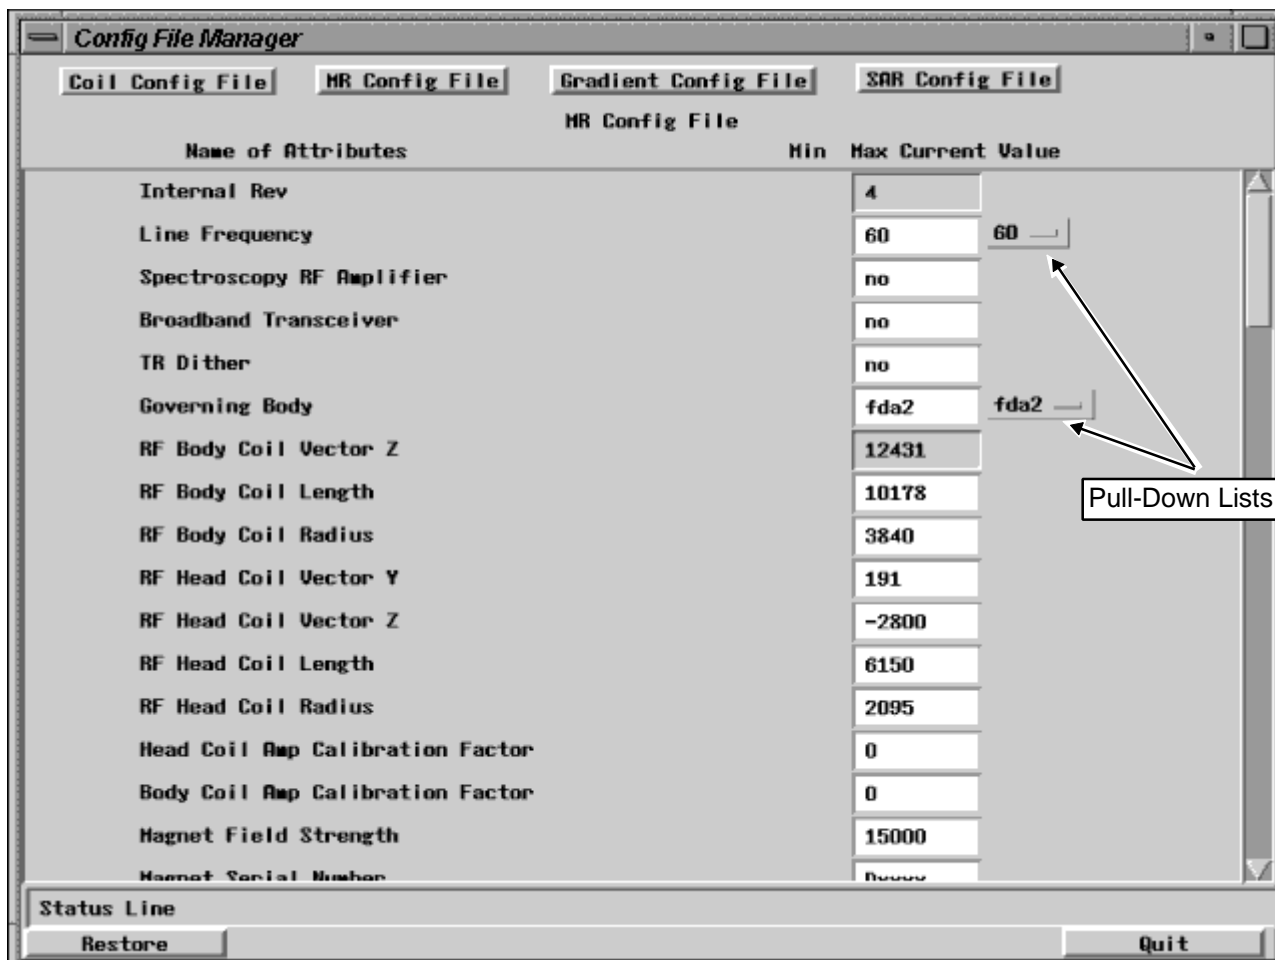 Config File Manager
Coil Config File MR Config File Gradient Config File SAR Config File
MR Config File
Name of Attributes Min Max Current Value
Internal Rev 4
Line Frequency 60 60
Spectroscopy RF Amplifier no
Broadband Transceiver no
TR Dither no
Governing Body fda2 fda2
RF Body Coil Vector Z 12431
RF Body Coil Length 10178
Pull-Down Lists
RF Body Coil Radius 3840
RF Head Coil Vector Y 191
RF Head Coil Vector Z -2800
RF Head Coil Length 6150
RF Head Coil Radius 2095
Head Coil Amp Calibration Factor 0
Body Coil Amp Calibration Factor 0
Magnet Field Strength 15000
Magnet Serial Number
Status Line
Restore Quit